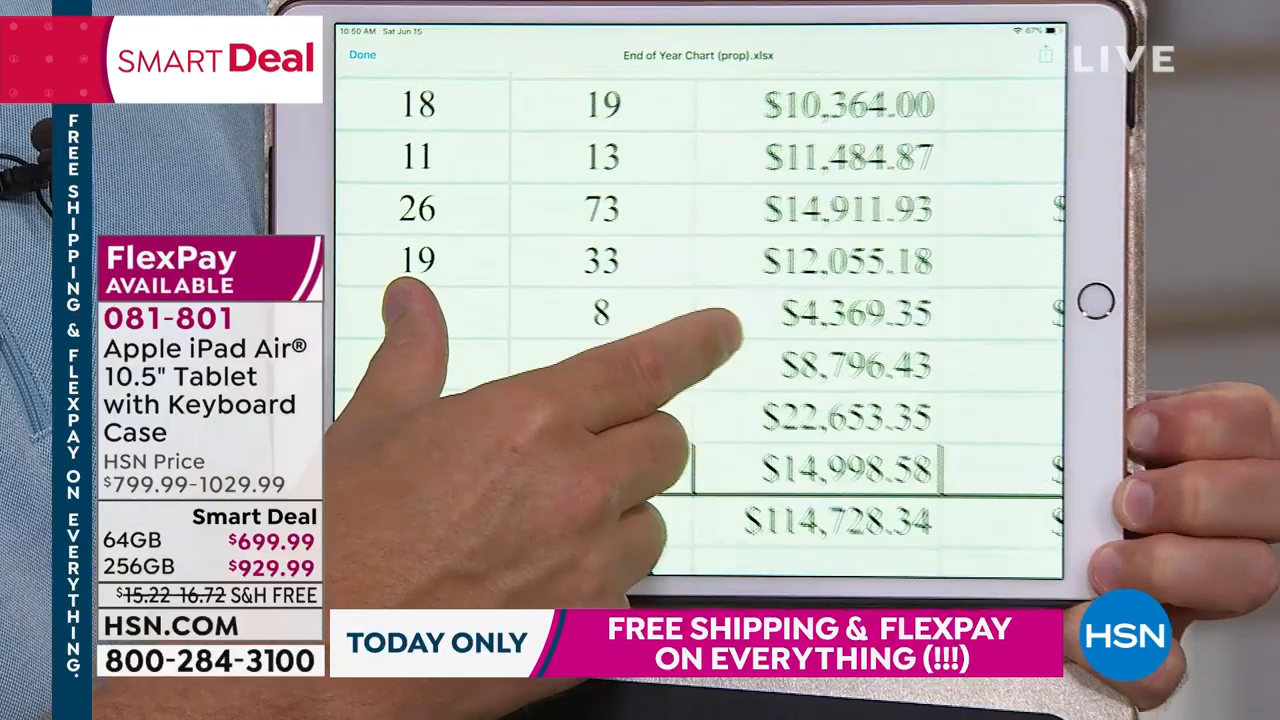 SMART Deal
FREE SHIPPING & FLEXPAY ON EVERYTHING.
FlexPay
AVAILABLE
081-801
Apple iPad Air®
10.5" Tablet
with Keyboard
Case
HSN Price
$799.99-1029.99
Smart Deal
64GB $699.99
256GB $929.99
$15.22-16.72 S&H FREE
HSN.COM
800-284-3100
10:50 AM Sat Jun 15 67%
Done End of Year Chart (prop).xlsx
LIVE
18 19 $10,364.00
11 13 $11,484.87
26 73 $14,911.93 $
19 33 $12,055.18
8 $4,369.35 $
$8,796.43
$22,653.35
$14,998.58 $
$114,728.34 $
TODAY ONLY
FREE SHIPPING & FLEXPAY
ON EVERYTHING (!!!)
HSN